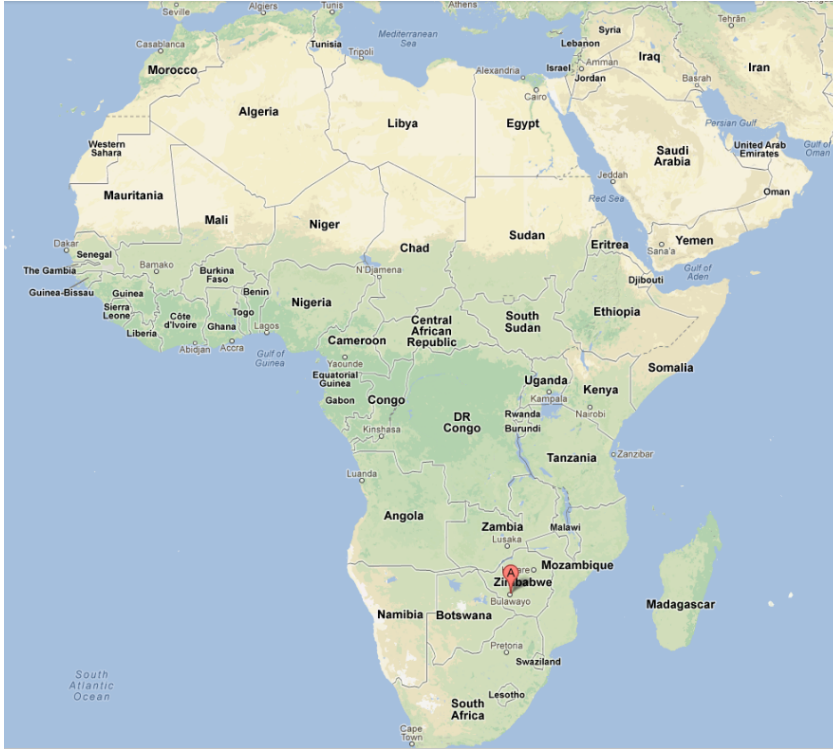 Seville
Algiers
Tunis
Athens
Tehrān
Mediterranean
Sea
Syria
Casablanca
Tunisia
Tripoli
Lebanon
Iraq
Morocco
Alexandria
Israel
Amman
Iran
Jordan
Basrah
Cairo
Algeria
Libya
Egypt
Persian Gulf
Western
Sahara
Saudi
Arabia
United Arab
Emirates
Gulf of
Oman
Jeddah
Mauritania
Red Sea
Oman
Mali
Niger
Sudan
Dakar
Chad
Eritrea
Yemen
Sana'a
Senegal
The Gambia
Bamako
Burkina
Faso
N'Djamena
Gulf of
Aden
Djibouti
Guinea-Bissau
Guinea
Benin
Nigeria
Sierra
Leone
Côte
d'Ivoire
Togo
Ghana
Lagos
Central
African
Republic
South
Sudan
Ethiopia
Liberia
Abidjan
Accra
Cameroon
Gulf of
Guinea
Yaounde
Somalia
Equatorial
Guinea
Uganda
Kenya
Gabon
Congo
Kampala
DR
Congo
Rwanda
Nairobi
Kinshasa
Burundi
Tanzania
Zanzibar
Luanda
Angola
Zambia
Malawi
Lusaka
Mozambique
A
Zimbabwe
Bulawayo
Madagascar
Namibia
Botswana
Pretoria
Swaziland
South
Atlantic
Ocean
Lesotho
South
Africa
Cape
Town